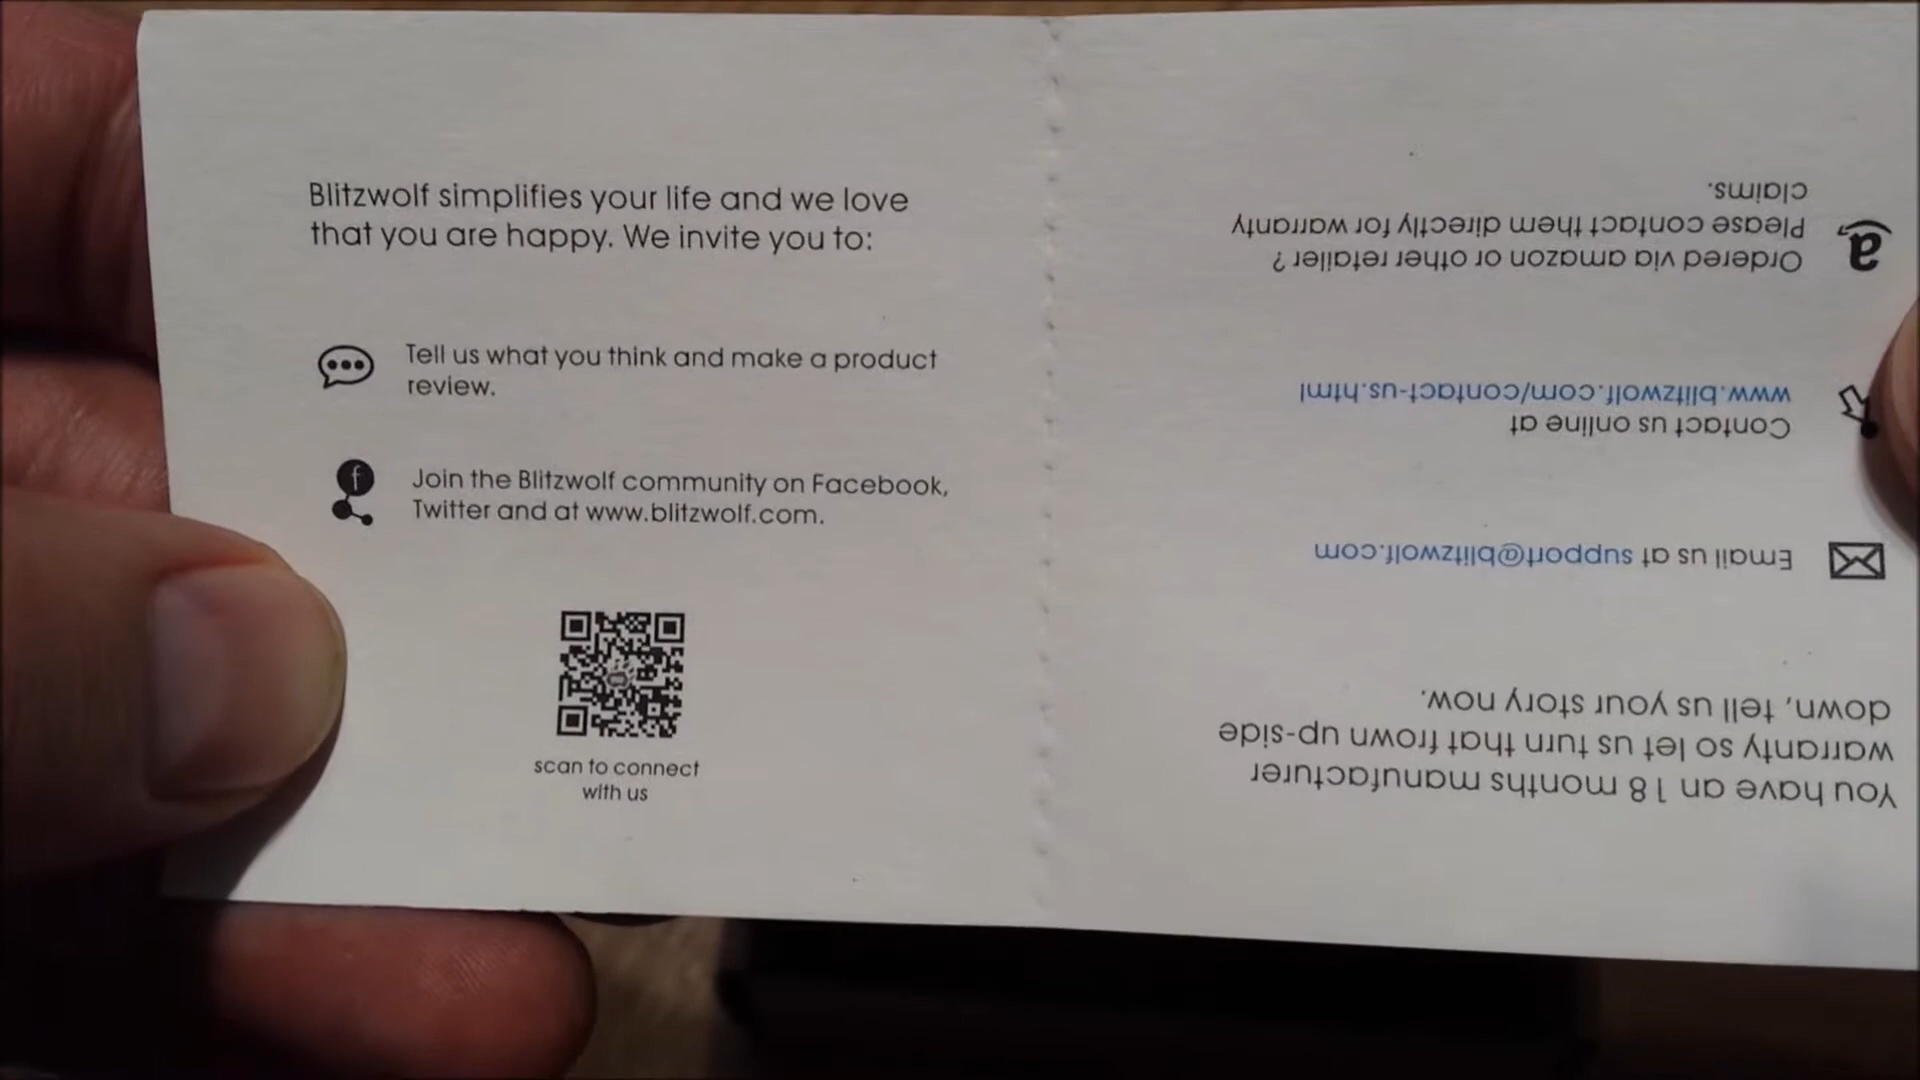 Blitzwolf simplifies your life and we love
that you are happy. We invite you to:
Tell us what you think and make a product
review.
Join the Blitzwolf community on Facebook,
Twitter and at www.blitzwolf.com.
scan to connect
with us
You have an 18 months manufacturer
warranty so let us turn that frown up-side
down, tell us your story now.
Email us at support@blitzwolf.com
Contact us online at
www.blitzwolf.com/contact-us.html
Ordered via amazon or other retailer ?
Please contact them directly for warranty
claims.